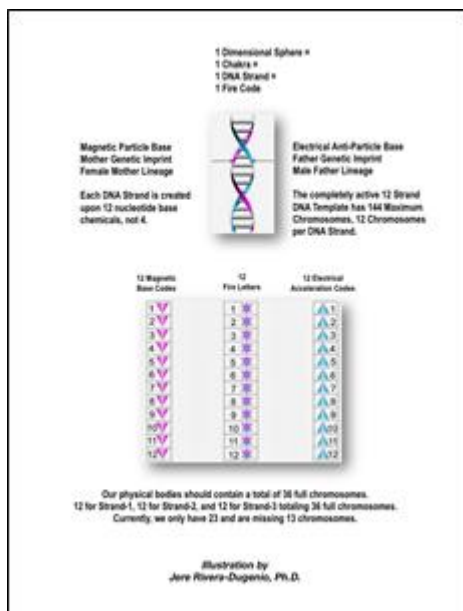 1 Dimensional Sphere =
1 Chakra =
1 DNA Strand =
1 Fire Code
Magnetic Particle Base
Mother Genetic Imprint
Female Mother Lineage
Each DNA Strand is created
upon 12 nucleotide base
chemicals, not 4.
Electrical Anti-Particle Base
Father Genetic Imprint
Male Father Lineage
The completely active 12 Strand
DNA Template has 144 Maximum
Chromosomes, 12 Chromosomes
per DNA Strand.
12 Magnetic
Base Codes
1
2
3
4
5
6
7
8
9
10
11
12
12
Fire Letters
1
2
3
4
5
6
7
8
9
10
11
12
12 Electrical
Acceleration Codes
1
2
3
4
5
6
7
8
9
10
11
12
Our physical bodies should contain a total of 36 full chromosomes.
12 for Strand-1, 12 for Strand-2, and 12 for Strand-3 totaling 36 full chromosomes.
Currently, we only have 23 and are missing 13 chromosomes.
Illustration by
Jere Rivera-Dugenio, Ph.D.